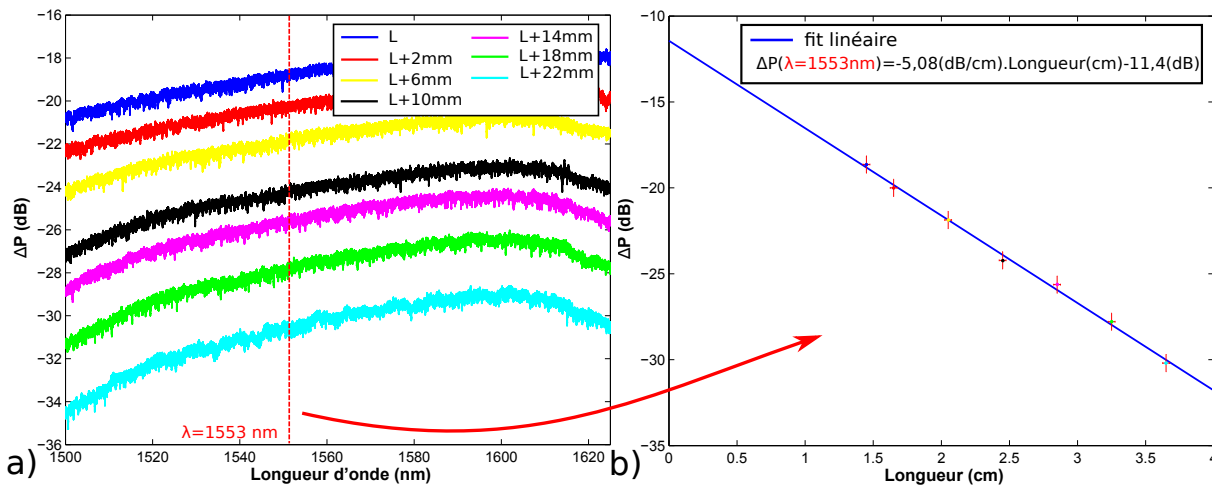 −16
−18
−20
−22
−24
−26
−28
−30
−32
−34
−36
ΔP (dB)
L
L+2mm
L+6mm
L+10mm
L+14mm
L+18mm
L+22mm
λ=1553 nm
1500
1520
1540
1560
1580
1600
1620
Longueur d'onde (nm)
a)
−10
−15
−20
−25
−30
−35
ΔP (dB)
fit linéaire
ΔP(λ=1553nm)=-5,08(dB/cm).Longueur(cm)-11,4(dB)
0
0.5
1
1.5
2
2.5
3
3.5
4
Longueur (cm)
b)